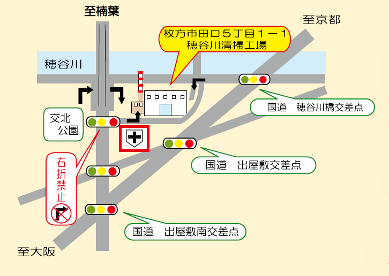 至楠葉
至京都
枚方市田口5丁目1-1
穂谷川清掃工場
穂谷川
交北
公園
国道 穂谷川橋交差点
右折禁止
国道 出屋敷交差点
国道 出屋敷南交差点
至大阪